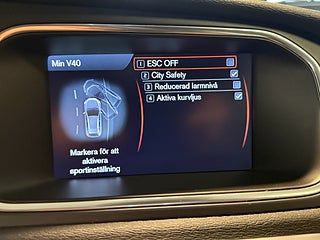 Min V40
1 ESC OFF
2 City Safety
3 Reducerad larmnivå
4 Aktiva kurvljus
Markera för att
aktivera
sportinställning